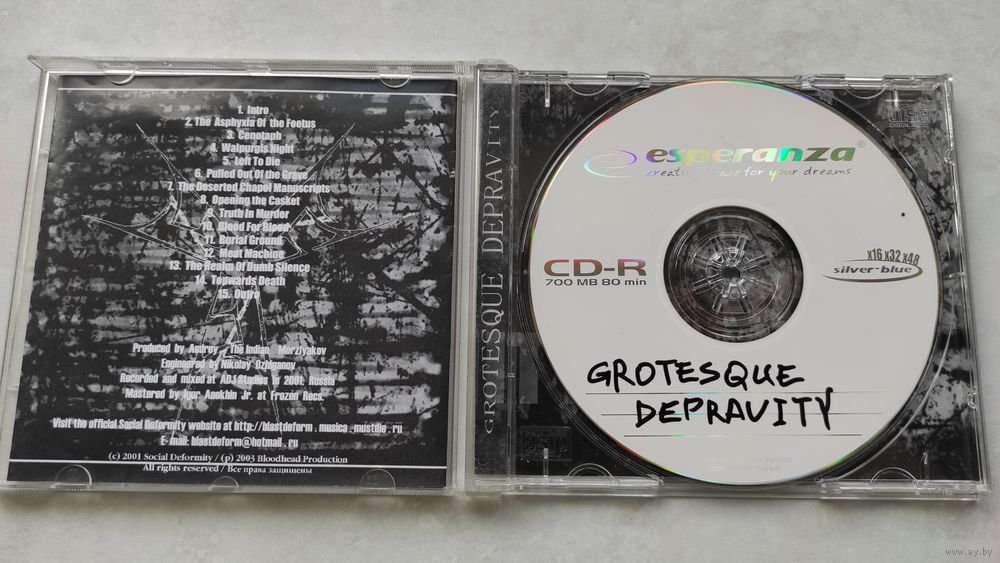 1. Intro
2. The Asphyxia Of the Foetus
3. Cenotaph
4. Walpurgis Night
5. Left To Die
6. Pulled Out Of the Grave
7. The Deserted Chapel Manuscripts
8. Opening the Casket
9. Truth In Murder
10. Blood For Blood
11. Burial Ground
12. Meat Machine
13. The Realm Of Dumb Silence
14. Topwards Death
15. Outro
Produced by Andrey "The Indian" Merzlyakov
Engineered by Nikolay Dzhiganov
Recorded and mixed at ADJ Studios in 2001, Russia
Mastered by Igor Anokhin Jr. at Frozen Recs.
Visit the official Social Deformity website at http://blastdeform . musica . mustdie . ru
E-mail: blastdeform@hotmail . ru
(c) 2001 Social Deformity / (p) 2003 Bloodhead Production
All rights reserved / Все права защищены
GROTESQUE DEPRAVITY
esperanza®
creating space for your dreams
CD-R
700 MB 80 min
x16 x32 x48
silver-blue
GROTESQUE
DEPRAVITY
www.ay.by